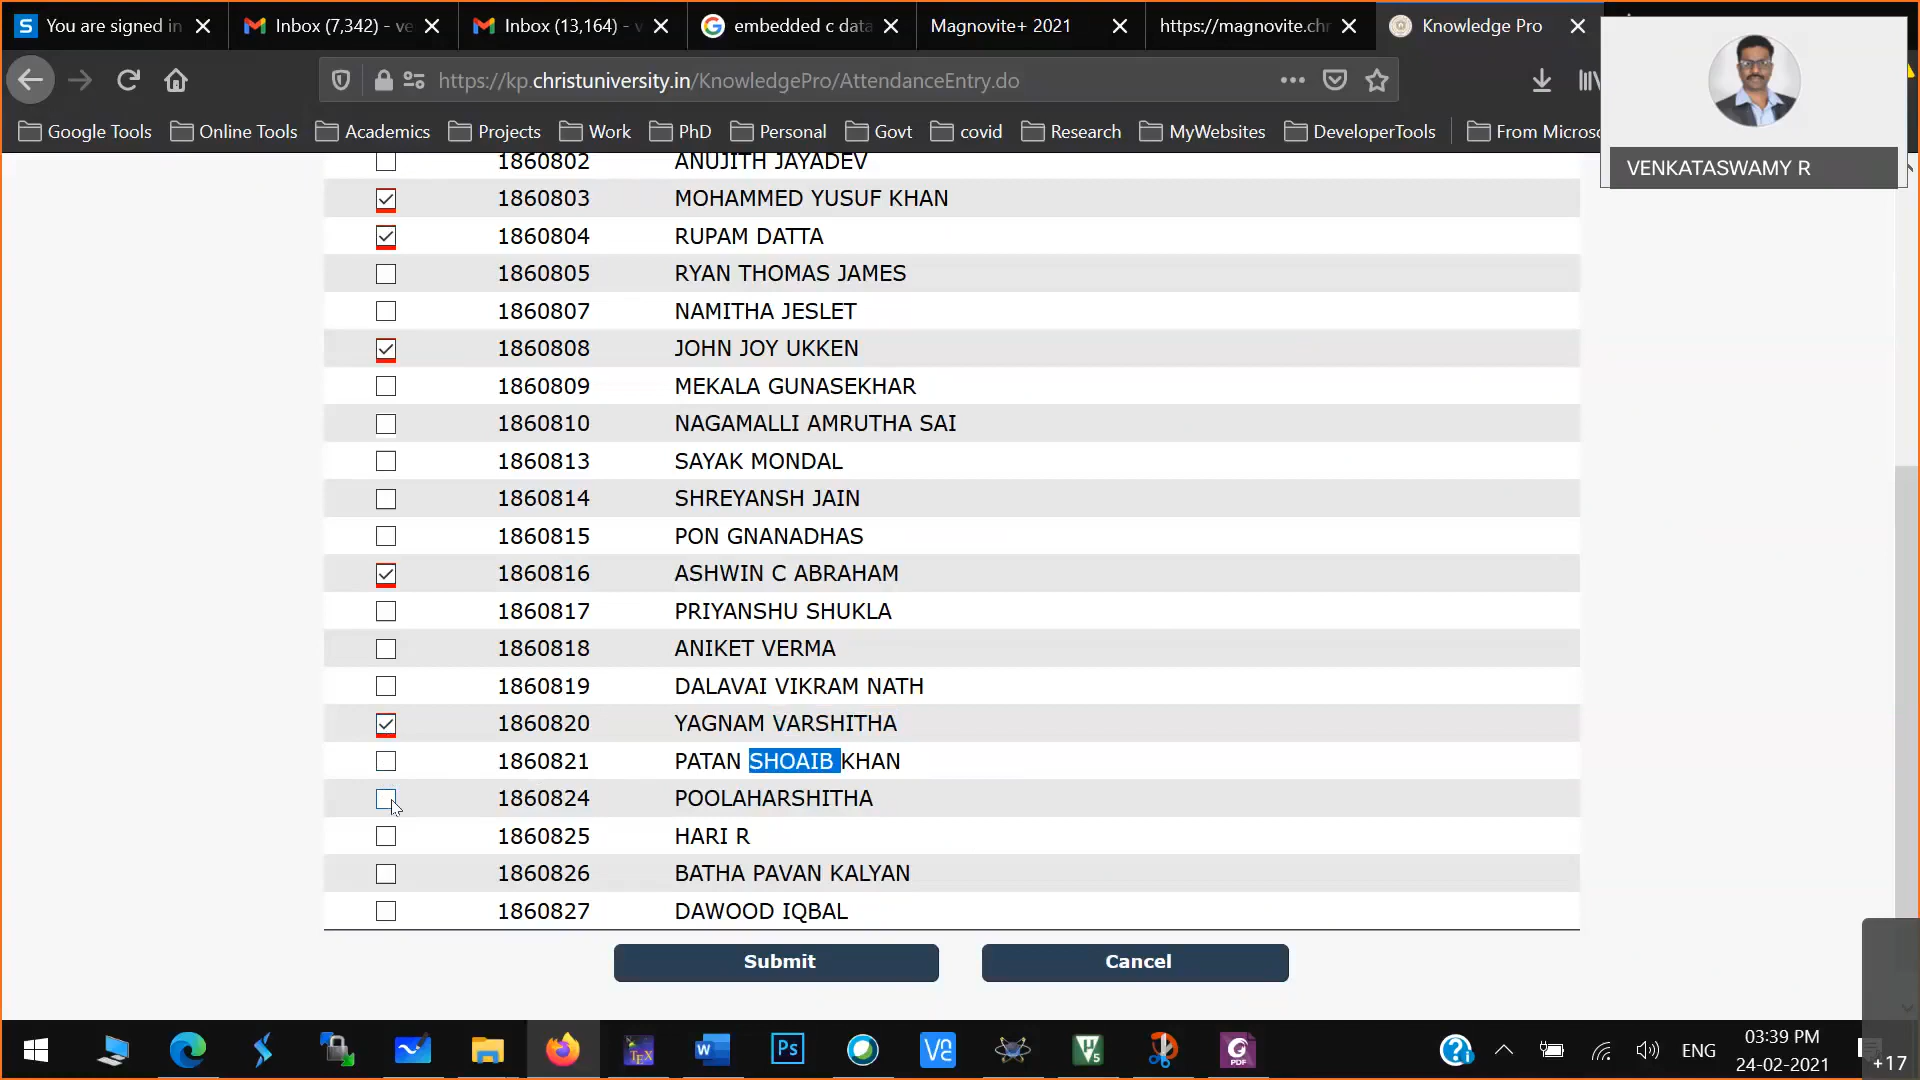 You are signed in
Inbox (7,342) - ve
Inbox (13,164) - v
embedded c data
Magnovite+ 2021
https://magnovite.chr
Knowledge Pro
https://kp.christuniversity.in/KnowledgePro/AttendanceEntry.do
Google Tools
Online Tools
Academics
Projects
Work
PhD
Personal
Govt
covid
Research
MyWebsites
DeveloperTools
From Microso
VENKATASWAMY R
1860802 ANUJITH JAYADEV
1860803 MOHAMMED YUSUF KHAN
1860804 RUPAM DATTA
1860805 RYAN THOMAS JAMES
1860807 NAMITHA JESLET
1860808 JOHN JOY UKKEN
1860809 MEKALA GUNASEKHAR
1860810 NAGAMALLI AMRUTHA SAI
1860813 SAYAK MONDAL
1860814 SHREYANSH JAIN
1860815 PON GNANADHAS
1860816 ASHWIN C ABRAHAM
1860817 PRIYANSHU SHUKLA
1860818 ANIKET VERMA
1860819 DALAVAI VIKRAM NATH
1860820 YAGNAM VARSHITHA
1860821 PATAN SHOAIB KHAN
1860824 POOLAHARSHITHA
1860825 HARI R
1860826 BATHA PAVAN KALYAN
1860827 DAWOOD IQBAL
Submit
Cancel
ENG
03:39 PM
24-02-2021
+17